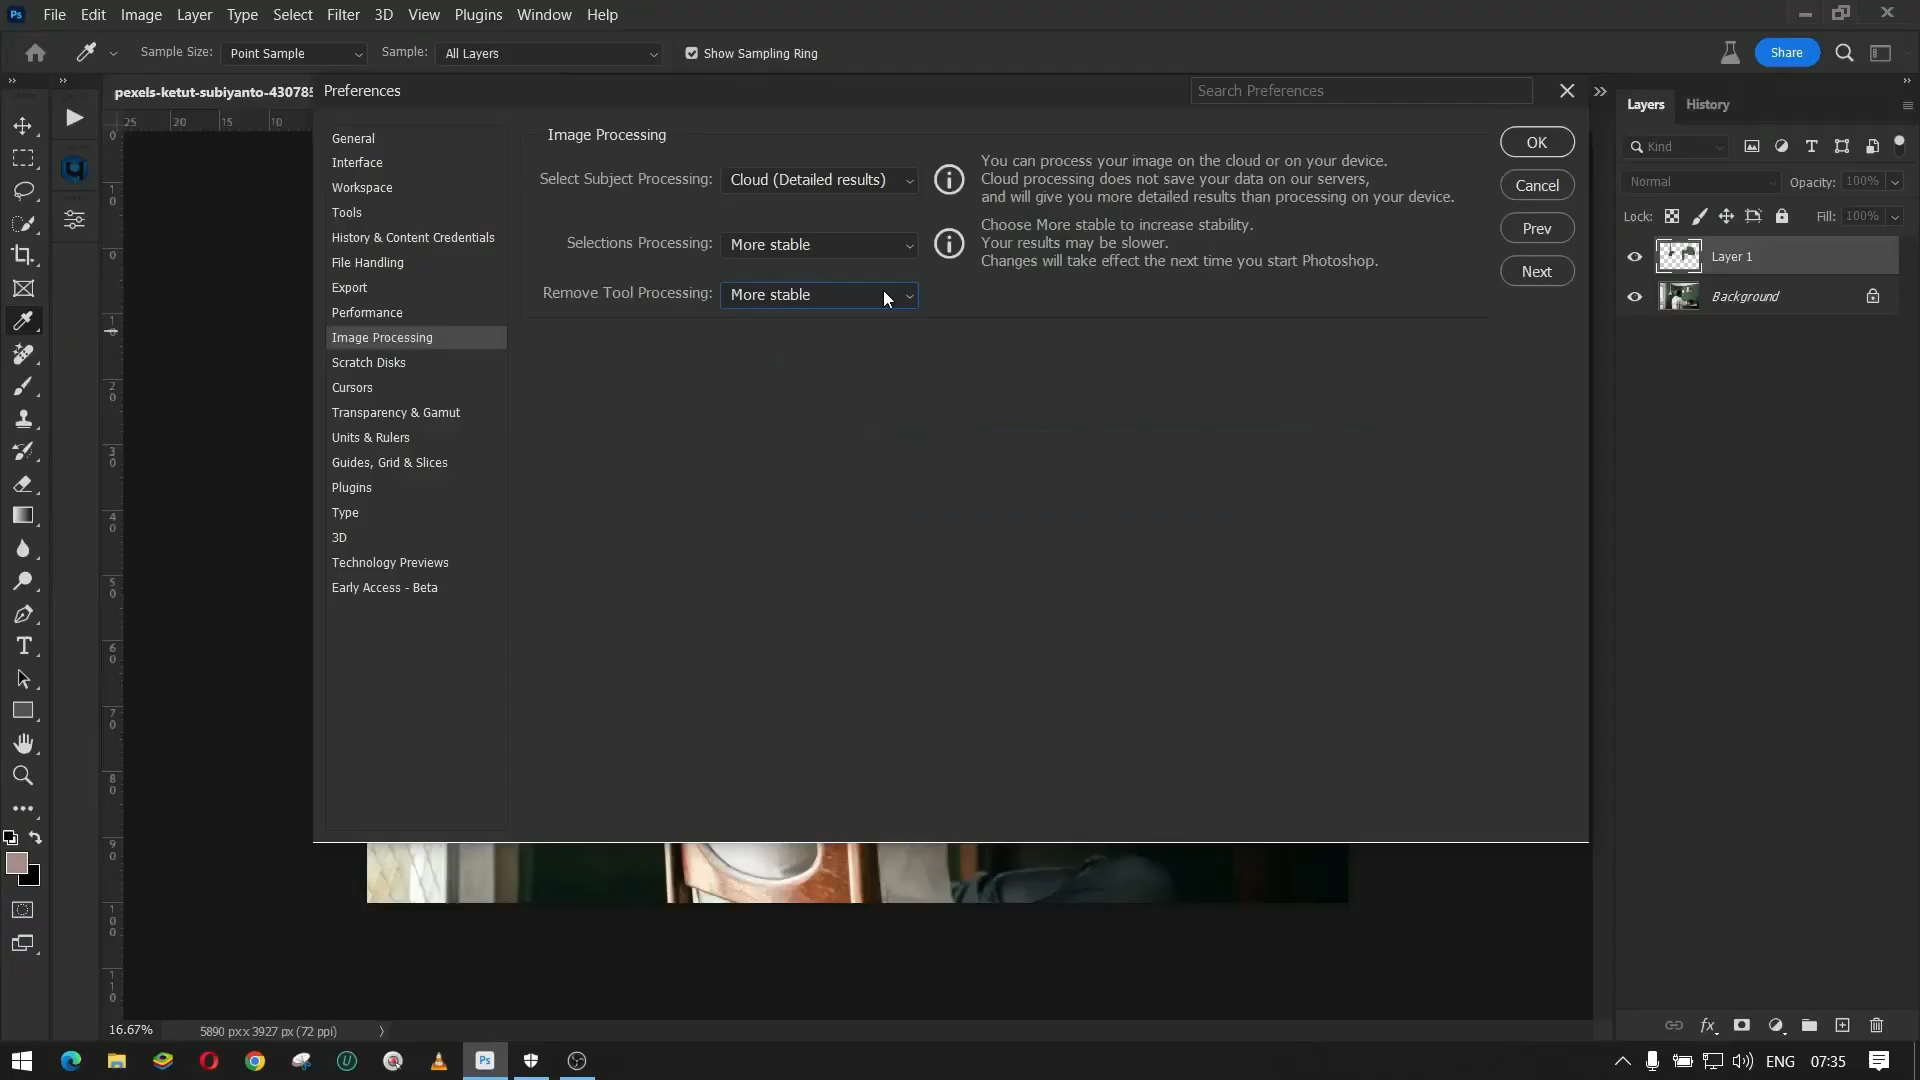 Ps File Edit Image Layer Type Select Filter 3D View Plugins Window Help
Sample Size: Point Sample Sample: All Layers Show Sampling Ring Share
pexels-ketut-subiyanto-430785
Preferences
Search Preferences
Layers History
25 20 15 10
General
Interface
Workspace
Tools
History & Content Credentials
File Handling
Export
Performance
Image Processing
Scratch Disks
Cursors
Transparency & Gamut
Units & Rulers
Guides, Grid & Slices
Plugins
Type
3D
Technology Previews
Early Access - Beta
Image Processing
Select Subject Processing: Cloud (Detailed results)
You can process your image on the cloud or on your device.
Cloud processing does not save your data on our servers,
and will give you more detailed results than processing on your device.
Selections Processing: More stable
Choose More stable to increase stability.
Your results may be slower.
Changes will take effect the next time you start Photoshop.
Remove Tool Processing: More stable
OK
Cancel
Prev
Next
Kind
Normal Opacity: 100%
Lock: Fill: 100%
Layer 1
Background
16.67% 5890 px x 3927 px (72 ppi)
Ps ENG 07:35